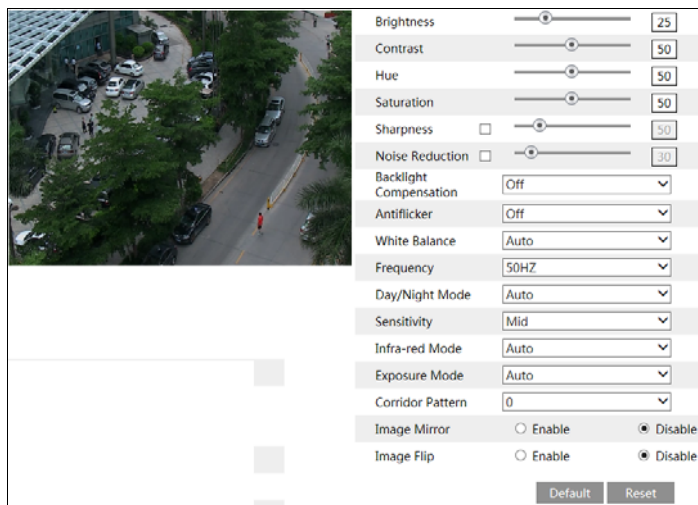 Brightness 25
Contrast 50
Hue 50
Saturation 50
Sharpness 50
Noise Reduction 30
Backlight
Compensation Off
Antiflicker Off
White Balance Auto
Frequency 50HZ
Day/Night Mode Auto
Sensitivity Mid
Infra-red Mode Auto
Exposure Mode Auto
Corridor Pattern 0
Image Mirror Enable Disable
Image Flip Enable Disable
Default Reset